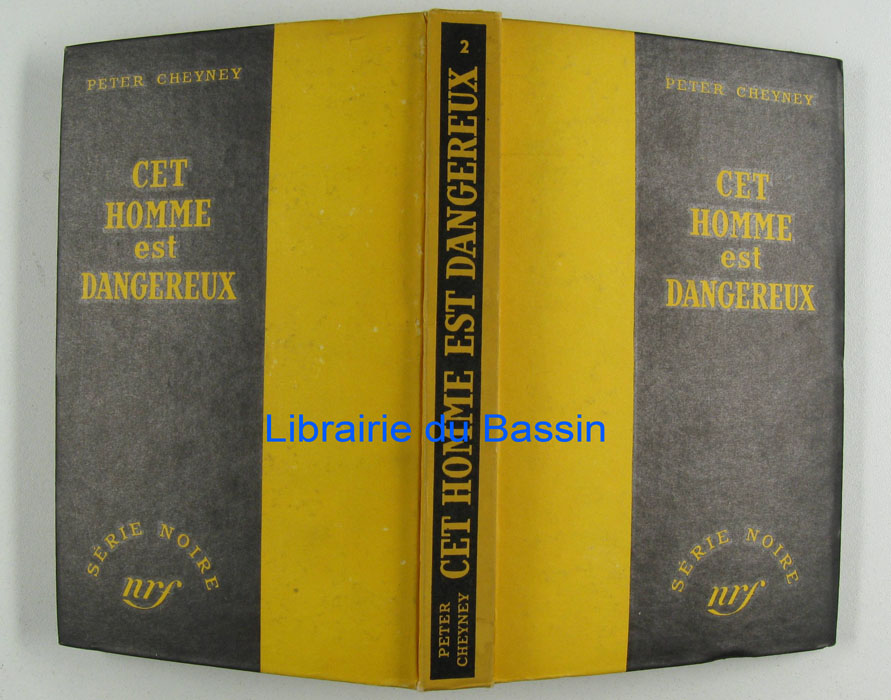 PETER CHEYNEY
CET
HOMME
est
DANGEREUX
SÉRIE NOIRE
nrf
2
CET HOMME EST DANGEREUX
PETER
CHEYNEY
PETER CHEYNEY
CET
HOMME
est
DANGEREUX
SÉRIE NOIRE
nrf
Librairie du Bassin